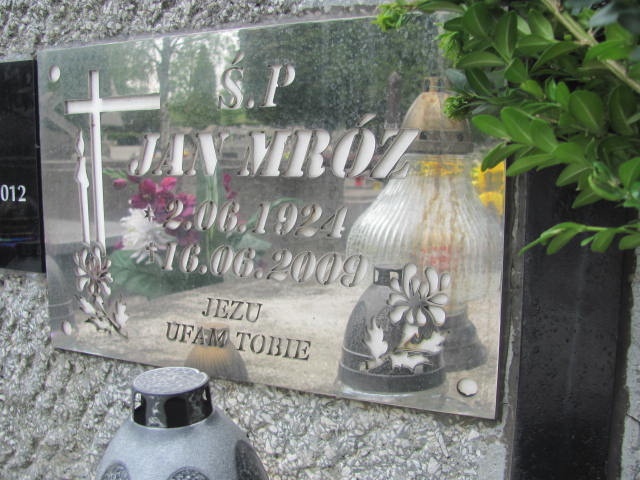 Ś.P
JAN MRÓZ
* 2.06.1924
† 16.06.2009
JEZU
UFAM TOBIE
012